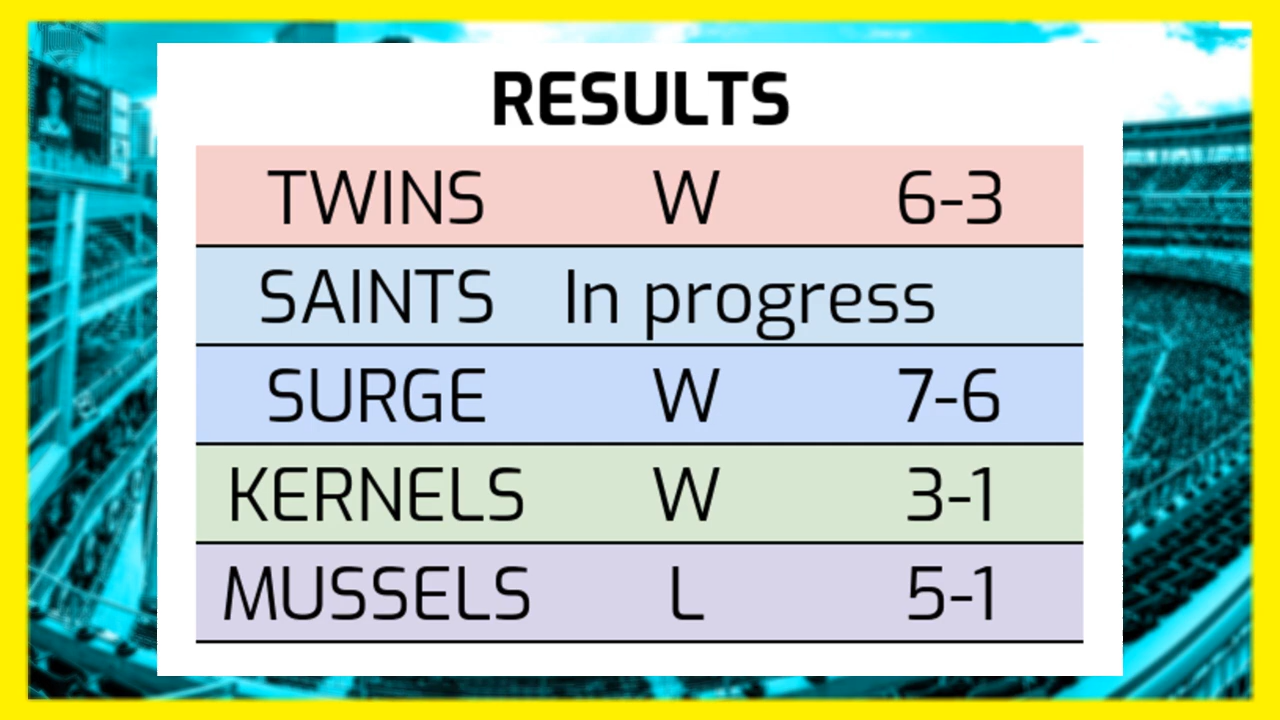 RESULTS
TWINS W 6-3
SAINTS In progress
SURGE W 7-6
KERNELS W 3-1
MUSSELS L 5-1